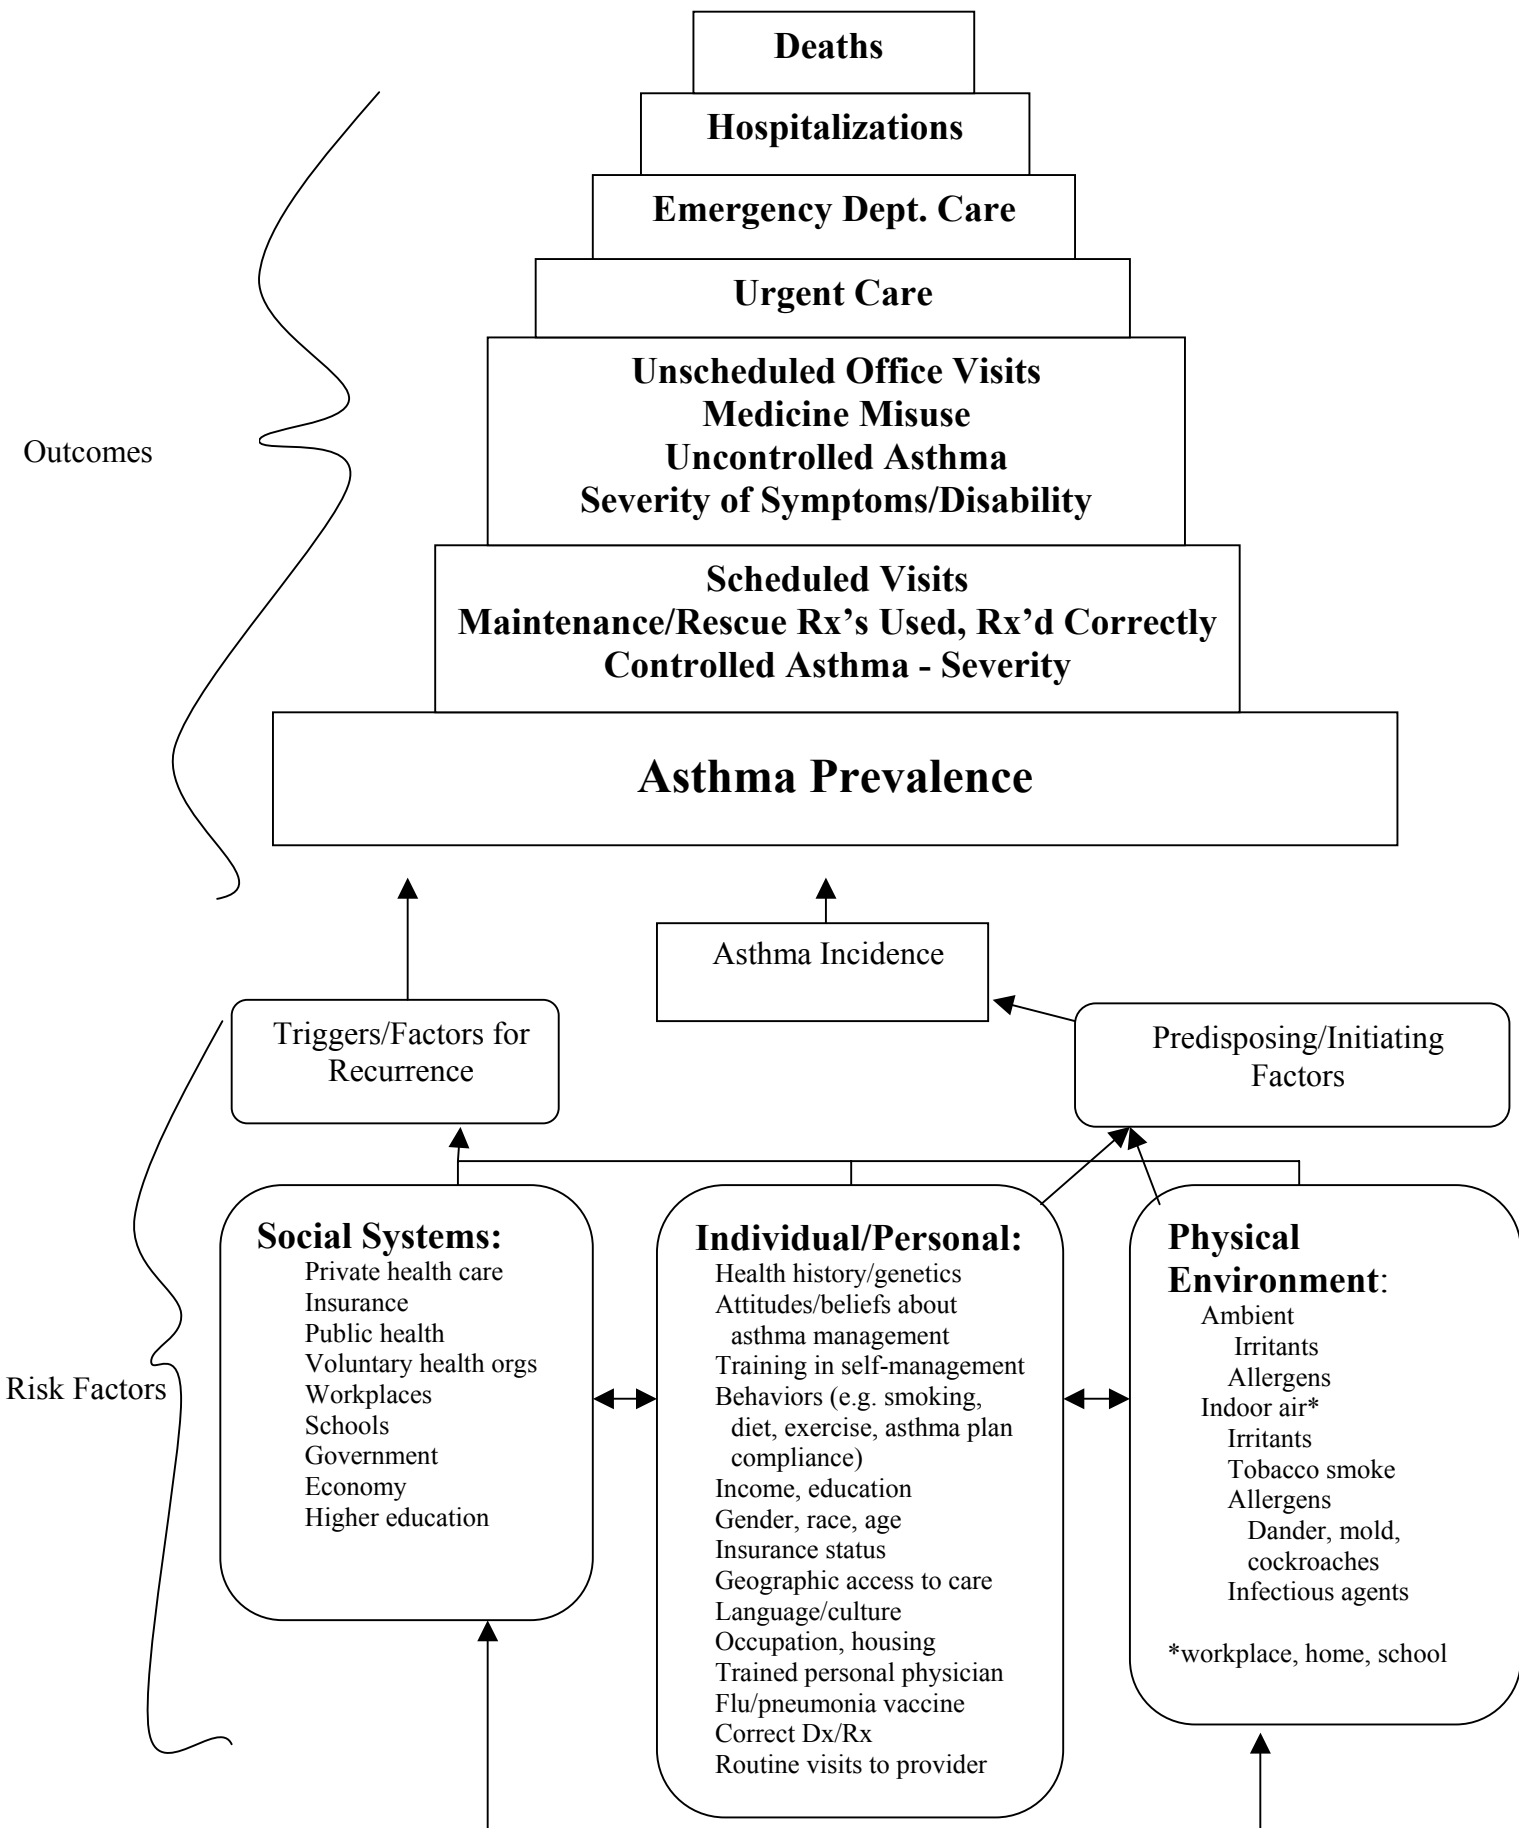 Deaths
Hospitalizations
Emergency Dept. Care
Urgent Care
Unscheduled Office Visits
Medicine Misuse
Uncontrolled Asthma
Severity of Symptoms/Disability
Outcomes
Scheduled Visits
Maintenance/Rescue Rx’s Used, Rx’d Correctly
Controlled Asthma - Severity
Asthma Prevalence
Asthma Incidence
Triggers/Factors for
Recurrence
Predisposing/Initiating
Factors
Risk Factors
Social Systems:
Private health care
Insurance
Public health
Voluntary health orgs
Workplaces
Schools
Government
Economy
Higher education
Individual/Personal:
Health history/genetics
Attitudes/beliefs about
asthma management
Training in self-management
Behaviors (e.g. smoking,
diet, exercise, asthma plan
compliance)
Income, education
Gender, race, age
Insurance status
Geographic access to care
Language/culture
Occupation, housing
Trained personal physician
Flu/pneumonia vaccine
Correct Dx/Rx
Routine visits to provider
Physical
Environment:
Ambient
Irritants
Allergens
Indoor air*
Irritants
Tobacco smoke
Allergens
Dander, mold,
cockroaches
Infectious agents
*workplace, home, school